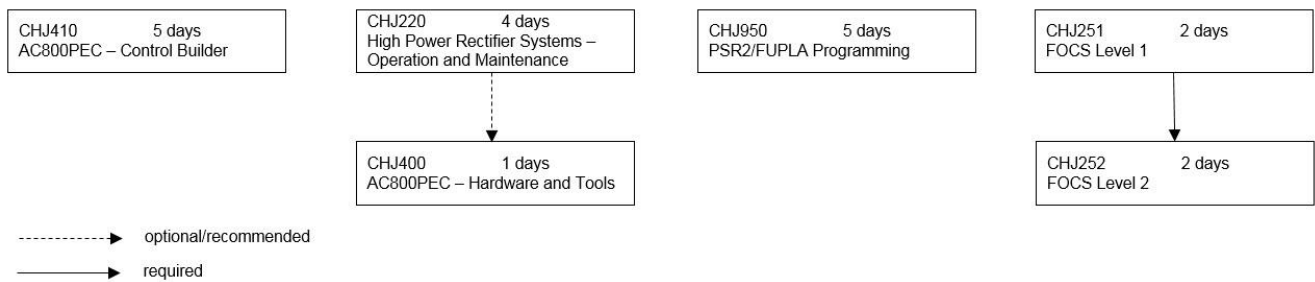 CHJ410 5 days
AC800PEC – Control Builder
CHJ220 4 days
High Power Rectifier Systems –
Operation and Maintenance
CHJ950 5 days
PSR2/FUPLA Programming
CHJ251 2 days
FOCS Level 1
CHJ400 1 days
AC800PEC – Hardware and Tools
CHJ252 2 days
FOCS Level 2
optional/recommended
required